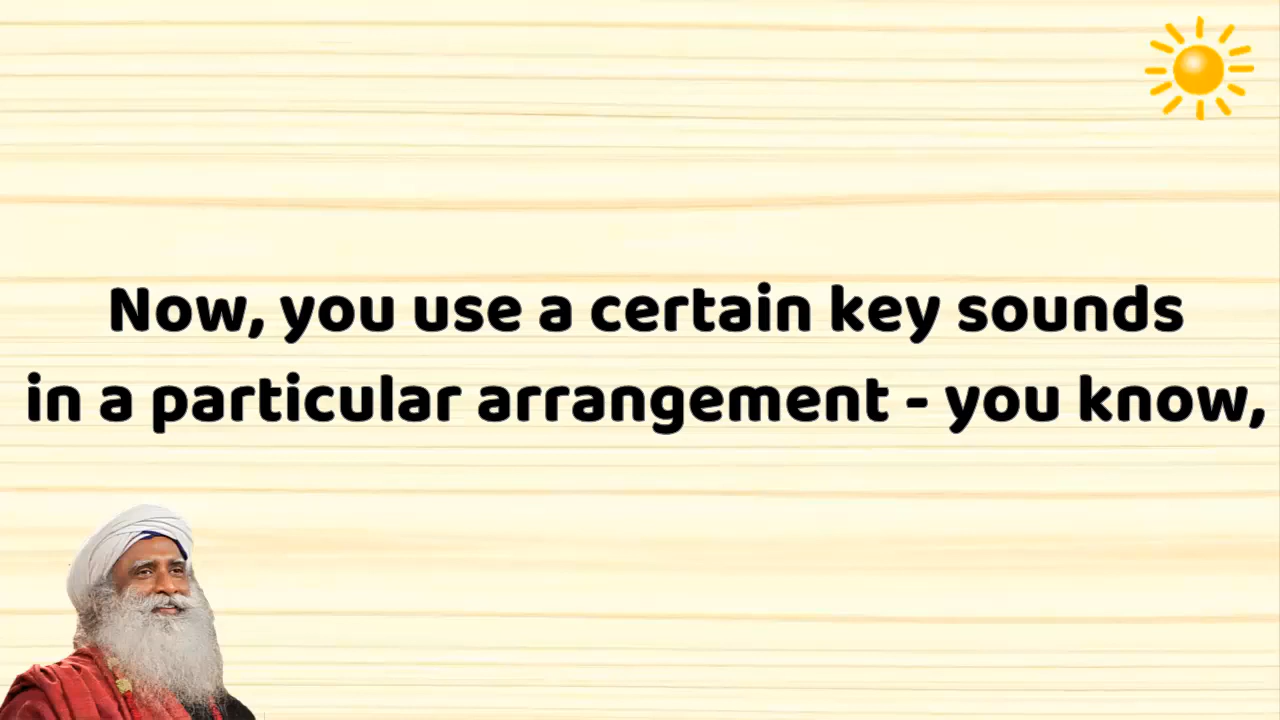 Now, you use a certain key sounds
in a particular arrangement - you know,